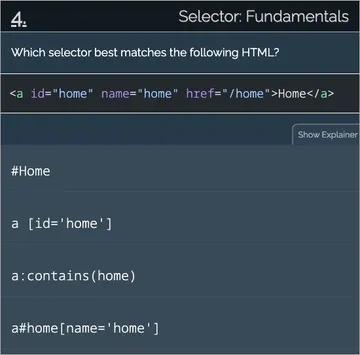 4.
Selector: Fundamentals
Which selector best matches the following HTML?
<a id="home" name="home" href="/home">Home</a>
Show Explainer
#Home
a [id='home']
a:contains(home)
a#home[name='home']